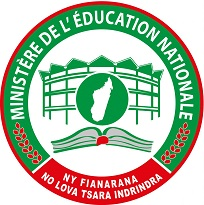 MINISTÈRE DE L'ÉDUCATION NATIONALE
NY FIANARANA
NO LOVA TSARA INDRINDRA